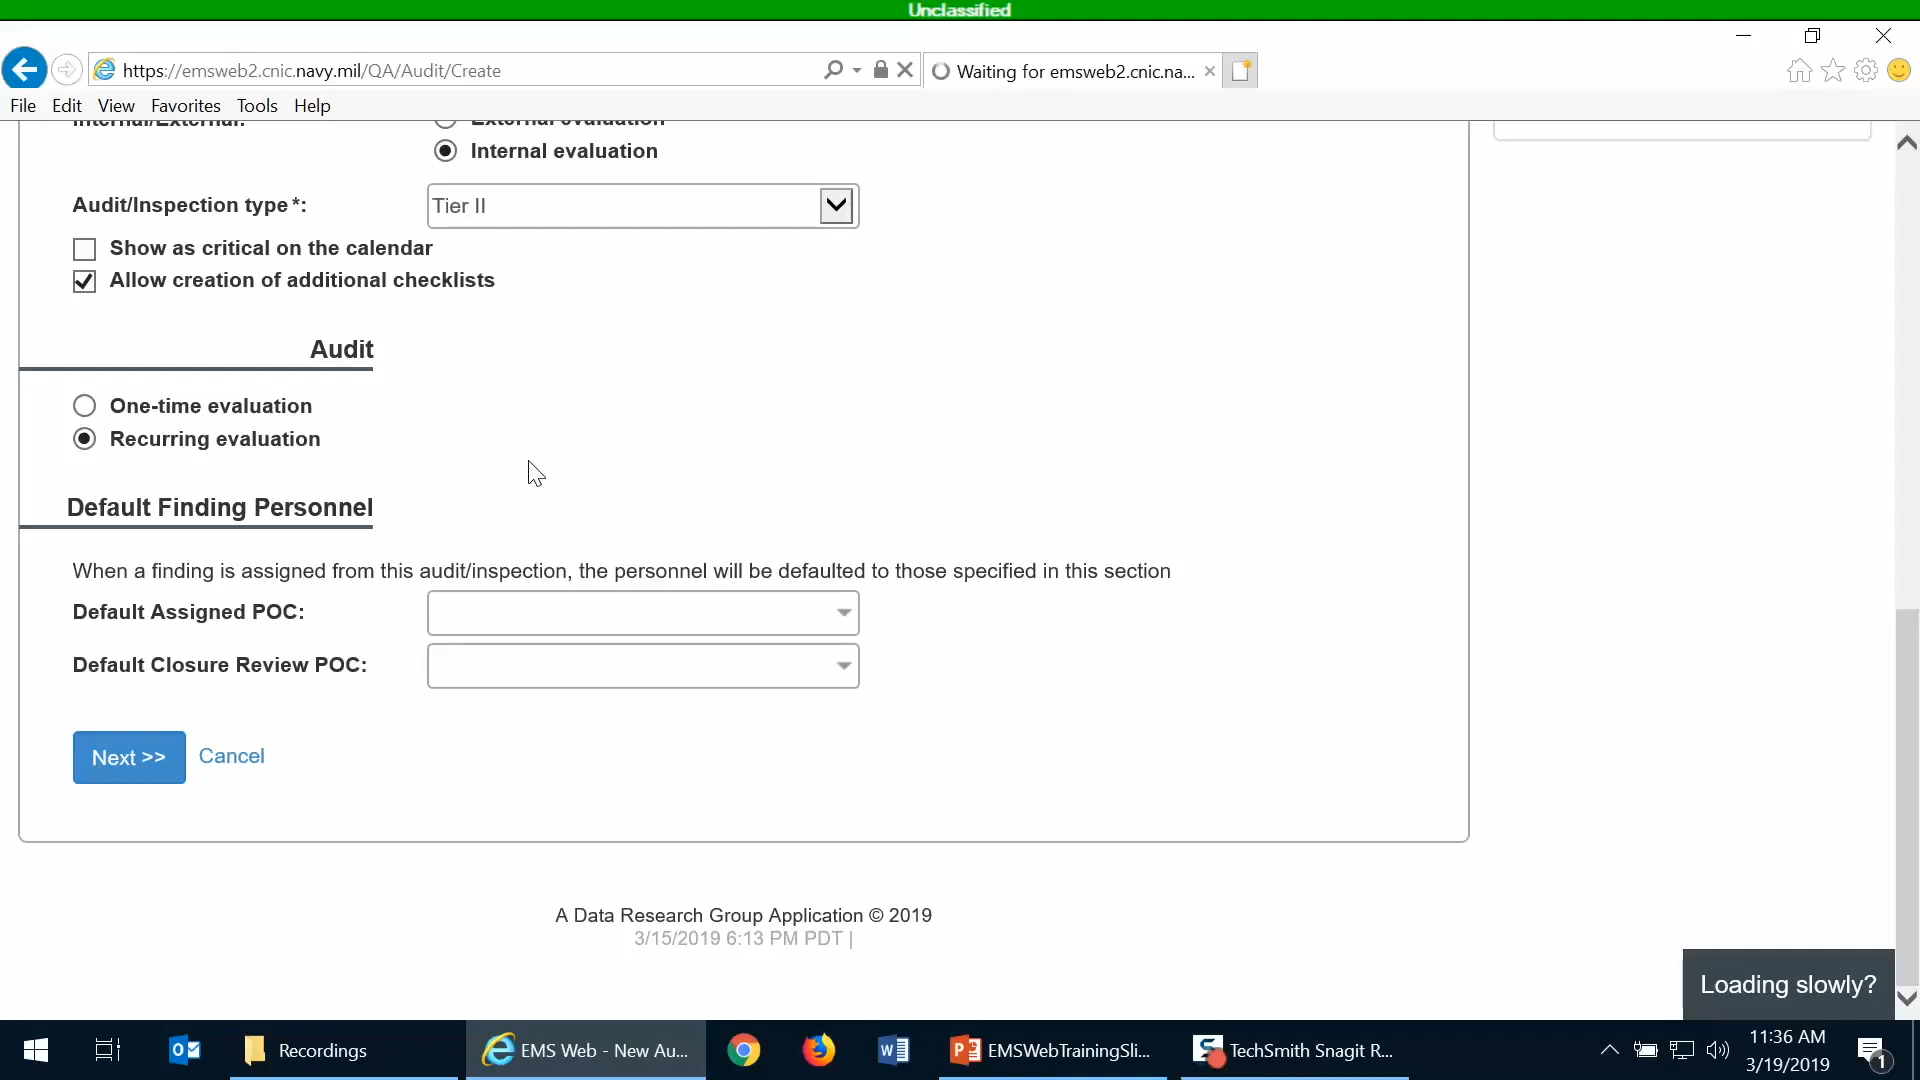 Unclassified
https://emsweb2.cnic.navy.mil/QA/Audit/Create
Waiting for emsweb2.cnic.na...
File Edit View Favorites Tools Help
Internal/External:
External evaluation
Internal evaluation
Audit/Inspection type*:
Tier II
Show as critical on the calendar
Allow creation of additional checklists
Audit
One-time evaluation
Recurring evaluation
Default Finding Personnel
When a finding is assigned from this audit/inspection, the personnel will be defaulted to those specified in this section
Default Assigned POC:
Default Closure Review POC:
Next >> Cancel
A Data Research Group Application © 2019
3/15/2019 6:13 PM PDT |
Loading slowly?
Recordings
EMS Web - New Au...
EMSWebTrainingSli...
TechSmith Snagit R...
11:36 AM
3/19/2019
1